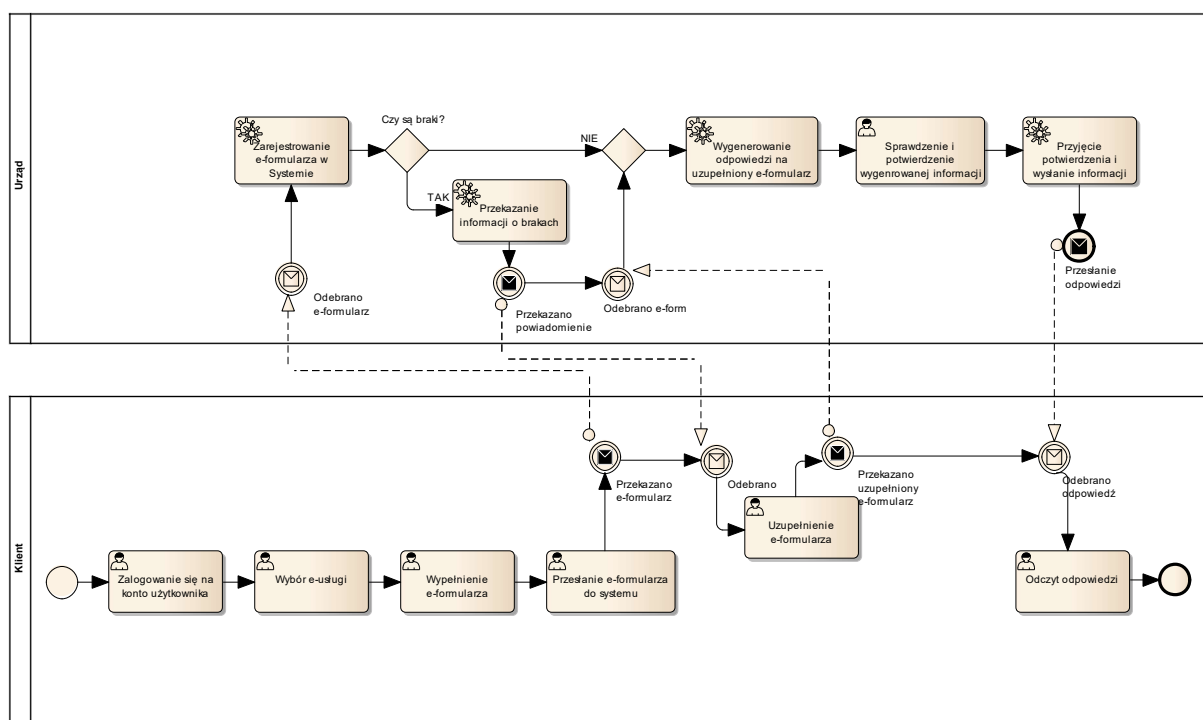 Urząd
Czy są braki?
Zarejestrowanie
e-formularza w
Systemie
NIE
Wygenerowanie
odpowiedzi na
uzupełniony e-formularz
Sprawdzenie i
potwierdzenie
wygenrowanej informacji
Przyjęcie
potwierdzenia i
wysłanie informacji
TAK
Przekazanie
informacji o brakach
Odebrano
e-formularz
Przekazano
powiadomienie
Odebrano e-form
Przesłanie
odpowiedzi
Klient
Przekazano
e-formularz
Odebrano
Przekazano
uzupełniony
e-formularz
Odebrano
odpowiedź
Uzupełnienie
e-formularza
Zalogowanie się na
konto użytkownika
Wybór e-usługi
Wypełnienie
e-formularza
Przesłanie e-formularza
do systemu
Odczyt odpowiedzi